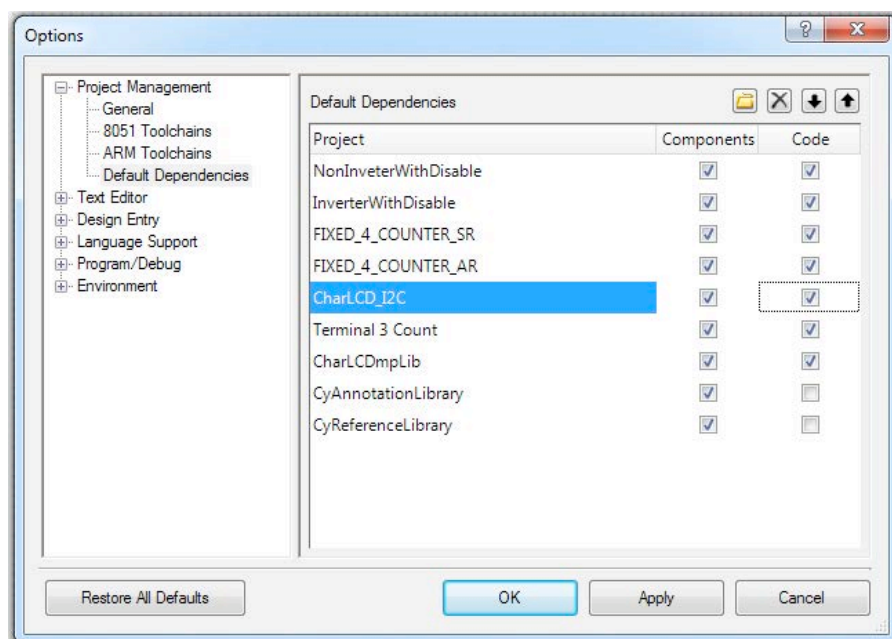 Options
Project Management
General
8051 Toolchains
ARM Toolchains
Default Dependencies
Text Editor
Design Entry
Language Support
Program/Debug
Environment
Default Dependencies
Project Components Code
NonInveterWithDisable
InverterWithDisable
FIXED_4_COUNTER_SR
FIXED_4_COUNTER_AR
CharLCD_I2C
Terminal 3 Count
CharLCDmpLib
CyAnnotationLibrary
CyReferenceLibrary
Restore All Defaults OK Apply Cancel